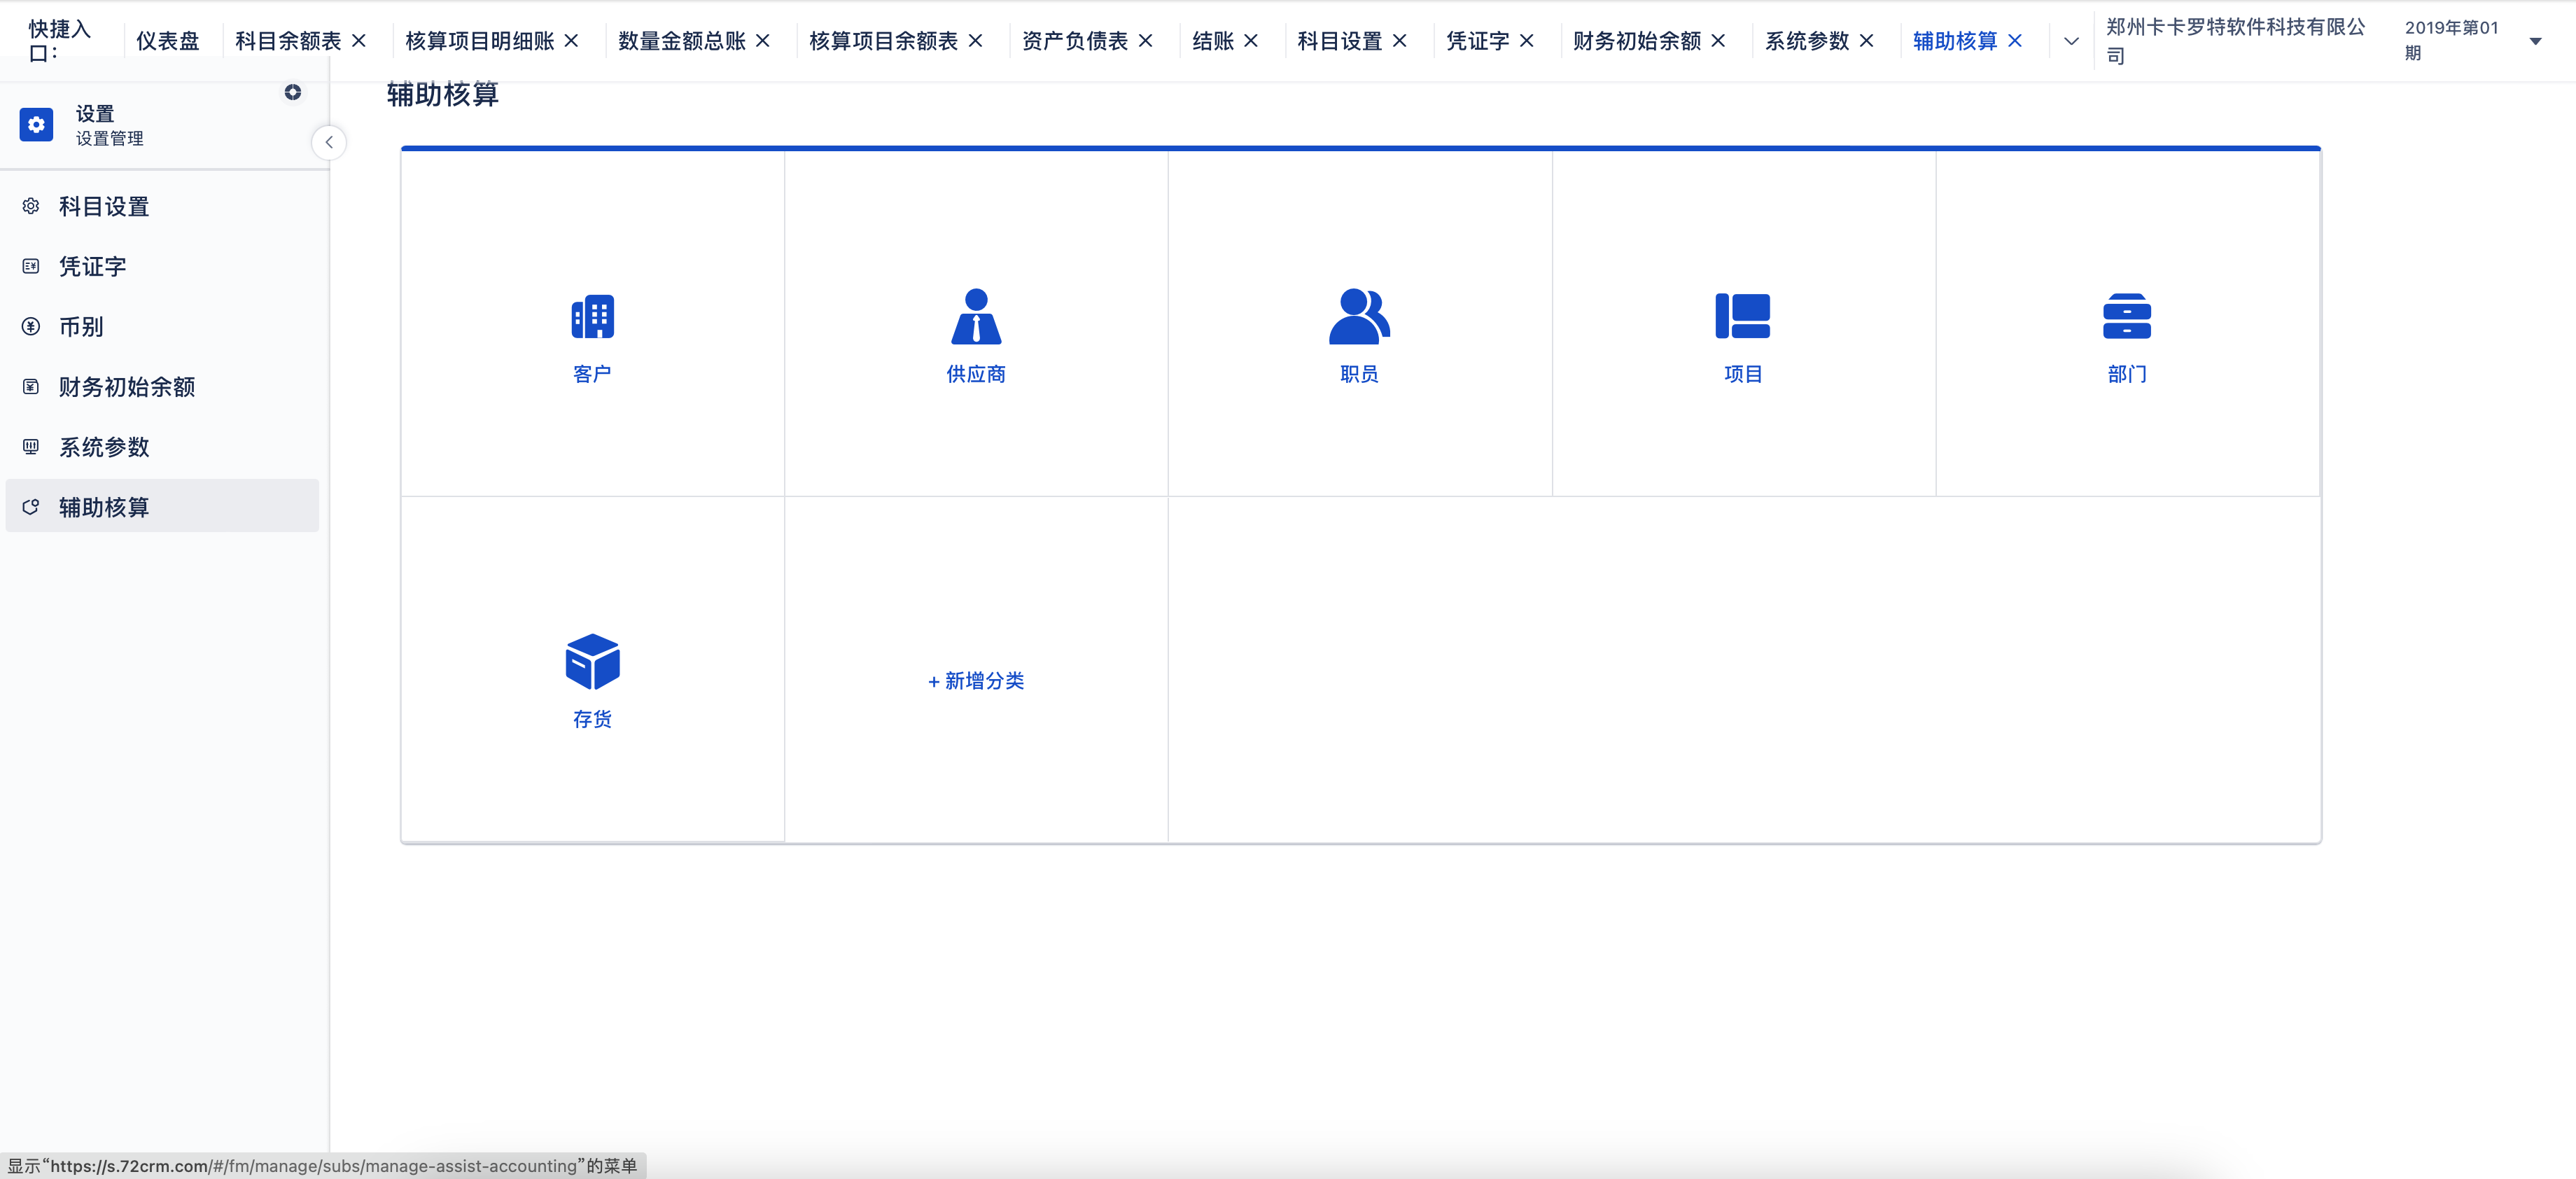 快捷入口：
仪表盘
科目余额表
核算项目明细账
数量金额总账
核算项目余额表
资产负债表
结账
科目设置
凭证字
财务初始余额
系统参数
辅助核算
郑州卡卡罗特软件科技有限公司
2019年第01期
设置
设置管理
科目设置
凭证字
币别
财务初始余额
系统参数
辅助核算
辅助核算
客户
供应商
职员
项目
部门
存货
+ 新增分类
显示“https://s.72crm.com/#/fm/manage/subs/manage-assist-accounting”的菜单